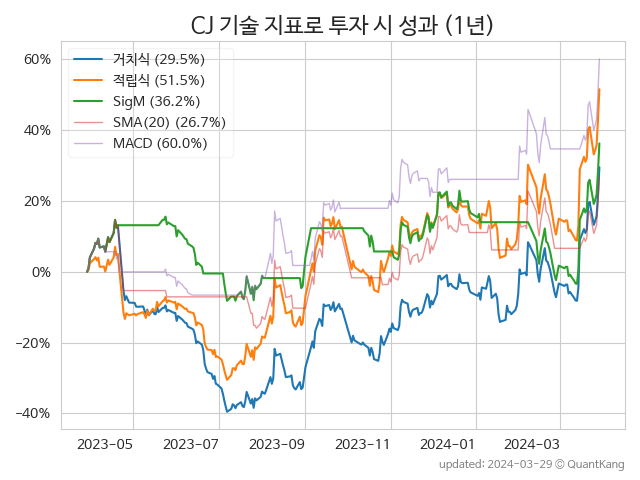 CJ 기술 지표로 투자 시 성과 (1년)
거치식 (29.5%)
적립식 (51.5%)
SigM (36.2%)
SMA(20) (26.7%)
MACD (60.0%)
60%
40%
20%
0%
−20%
−40%
2023−05 2023−07 2023−09 2023−11 2024−01 2024−03
updated: 2024−03−29 © QuantKang